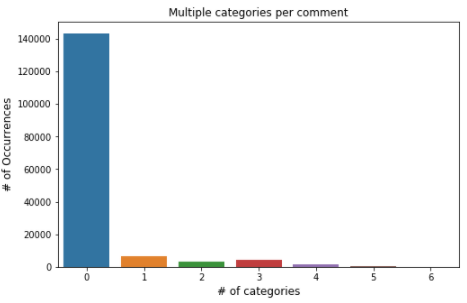 Multiple categories per comment
# of Occurrences
140000
120000
100000
80000
60000
40000
20000
0
0 1 2 3 4 5 6
# of categories